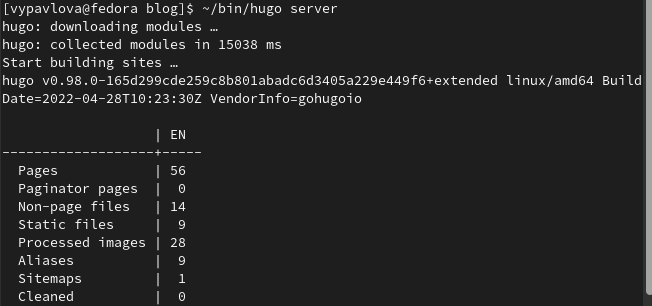 [vypavlova@fedora blog]$ ~/bin/hugo server
hugo: downloading modules …
hugo: collected modules in 15038 ms
Start building sites …
hugo v0.98.0-165d299cde259c8b801abadc6d3405a229e449f6+extended linux/amd64 Build
Date=2022-04-28T10:23:30Z VendorInfo=gohugoio
                   | EN
-------------------+-----
  Pages            | 56
  Paginator pages  |  0
  Non-page files   | 14
  Static files     |  9
  Processed images | 28
  Aliases          |  9
  Sitemaps         |  1
  Cleaned          |  0